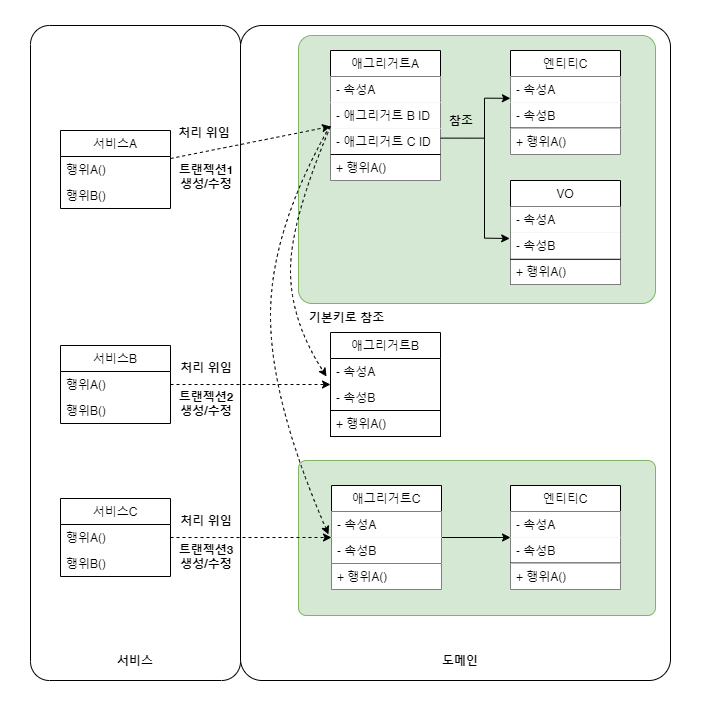 애그리거트A
- 속성A
- 애그리거트 B ID
- 애그리거트 C ID
+ 행위A()
참조
엔티티C
- 속성A
- 속성B
+ 행위A()
VO
- 속성A
- 속성B
+ 행위A()
서비스A
행위A()
행위B()
처리 위임
트랜젝션1
생성/수정
기본키로 참조
서비스B
행위A()
행위B()
처리 위임
트랜젝션2
생성/수정
애그리거트B
- 속성A
- 속성B
+ 행위A()
서비스C
행위A()
행위B()
처리 위임
트랜젝션3
생성/수정
애그리거트C
- 속성A
- 속성B
+ 행위A()
엔티티C
- 속성A
- 속성B
+ 행위A()
서비스
도메인